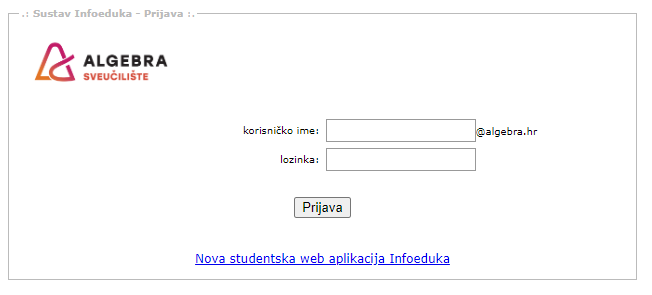 .: Sustav Infoeduka - Prijava :.
ALGEBRA
SVEUČILIŠTE
korisničko ime: @algebra.hr
lozinka:
Prijava
Nova studentska web aplikacija Infoeduka